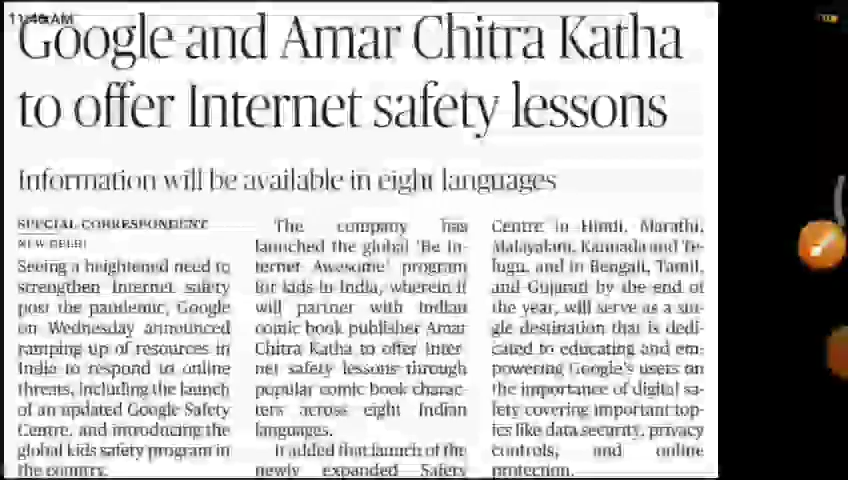 11:46 AM
Google and Amar Chitra Katha
to offer Internet safety lessons
Information will be available in eight languages
SPECIAL CORRESPONDENT
NEW DELHI
Seeing a heightened need to
strengthen Internet safety
post the pandemic, Google
on Wednesday announced
ramping up of resources in
India to respond to online
threats, including the launch
of an updated Google Safety
Centre, and introducing the
global kids safety program in
the country.
The company has
launched the global 'Be In-
ternet Awesome' program
for kids in India, wherein it
will partner with Indian
comic book publisher Amar
Chitra Katha to offer Inter-
net safety lessons through
popular comic book charac-
ters across eight Indian
languages.
It added that launch of the
newly expanded Safety
Centre in Hindi, Marathi,
Malayalam, Kannada and Te-
lugu, and in Bengali, Tamil,
and Gujarati by the end of
the year, will serve as a sin-
gle destination that is dedi-
cated to educating and em-
powering Google's users on
the importance of digital sa-
fety covering important top-
ics like data security, privacy
controls, and online
protection.